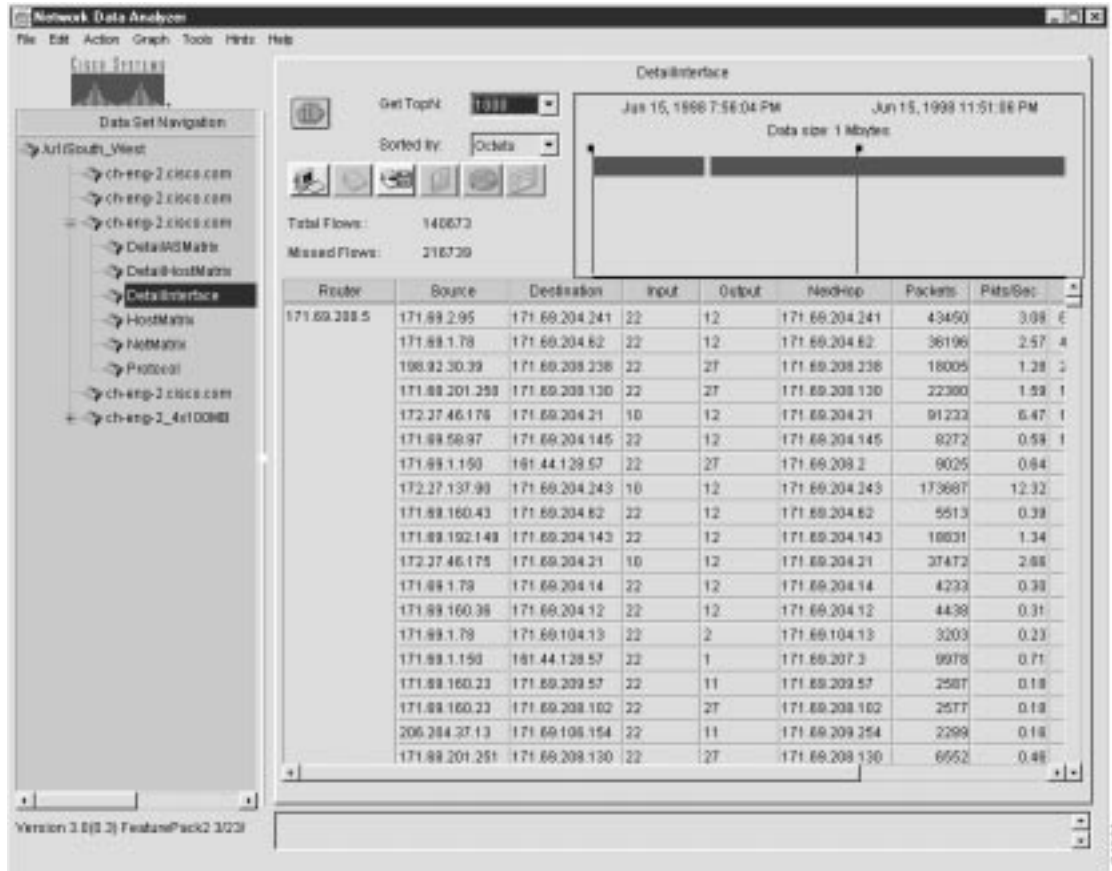 Network Data Analyzer
File Edit Action Graph Tools Hints Help
CISCO SYSTEMS
Data Set Navigation
South_West
ch-eng-2.cisco.com
ch-eng-2.cisco.com
ch-eng-2.cisco.com
DetailASMatrix
DetailHostMatrix
DetailInterface
HostMatrix
NetMatrix
Protocol
ch-eng-2.cisco.com
ch-eng-2_4x100MB
Version 3.0(0.3) FeaturePack2 3/23/
DetailInterface
Get TopN: 1000
Sorted by: Octets
Total Flows: 140873
Missed Flows: 216739
Jun 15, 1998 7:56:04 PM Jun 15, 1998 11:51:06 PM
Data size: 1 Mbytes
Router Source Destination Input Output NextHop Packets Pkts/Sec
171.69.208.5 171.69.2.95 171.69.204.241 22 12 171.69.204.241 43450 3.08
171.69.1.78 171.69.204.62 22 12 171.69.204.62 36196 2.57
198.92.30.39 171.69.208.238 22 27 171.69.208.238 18005 1.28
171.68.201.250 171.69.208.130 22 27 171.69.208.130 22380 1.59
172.27.46.176 171.69.204.21 10 12 171.69.204.21 91233 6.47
171.69.58.97 171.69.204.145 22 12 171.69.204.145 8272 0.59
171.69.1.150 161.44.128.57 22 27 171.69.208.2 9025 0.64
172.27.137.90 171.69.204.243 10 12 171.69.204.243 173687 12.32
171.69.160.43 171.69.204.62 22 12 171.69.204.62 5513 0.39
171.69.192.149 171.69.204.143 22 12 171.69.204.143 18831 1.34
172.27.46.175 171.69.204.21 10 12 171.69.204.21 37472 2.66
171.69.1.78 171.69.204.14 22 12 171.69.204.14 4233 0.30
171.69.160.36 171.69.204.12 22 12 171.69.204.12 4438 0.31
171.69.1.78 171.69.104.13 22 2 171.69.104.13 3203 0.23
171.69.1.150 161.44.128.57 22 1 171.69.207.3 9978 0.71
171.69.160.23 171.69.209.57 22 11 171.69.209.57 2587 0.18
171.69.160.23 171.69.208.102 22 27 171.69.208.102 2577 0.18
206.204.37.13 171.69.106.154 22 11 171.69.209.254 2299 0.16
171.68.201.251 171.69.208.130 22 27 171.69.208.130 6552 0.46